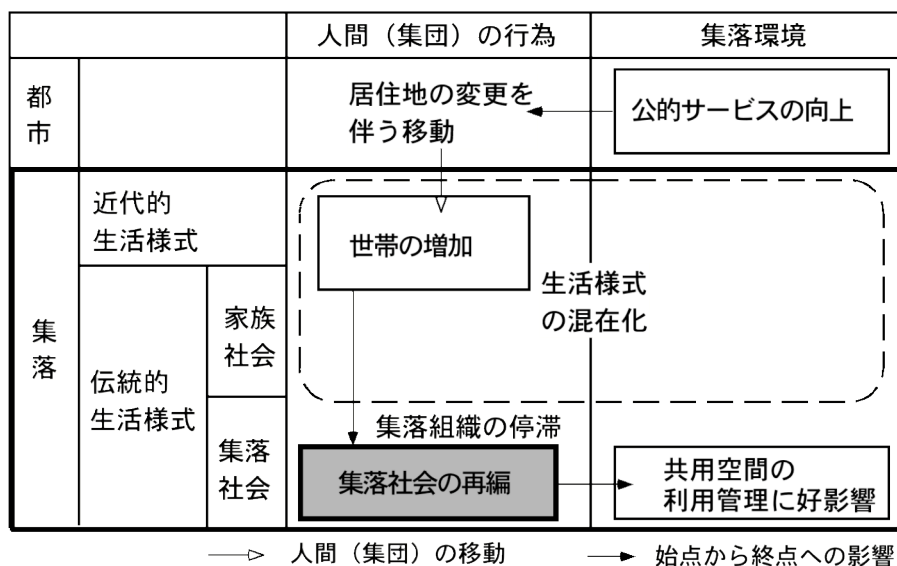 人間（集団）の行為
集落環境
都
市
居住地の変更を
伴う移動
公的サービスの向上
集
落
近代的
生活様式
世帯の増加
生活様式
の混在化
伝統的
生活様式
家族
社会
集落
社会
集落組織の停滞
集落社会の再編
共用空間の
利用管理に好影響
人間（集団）の移動
始点から終点への影響